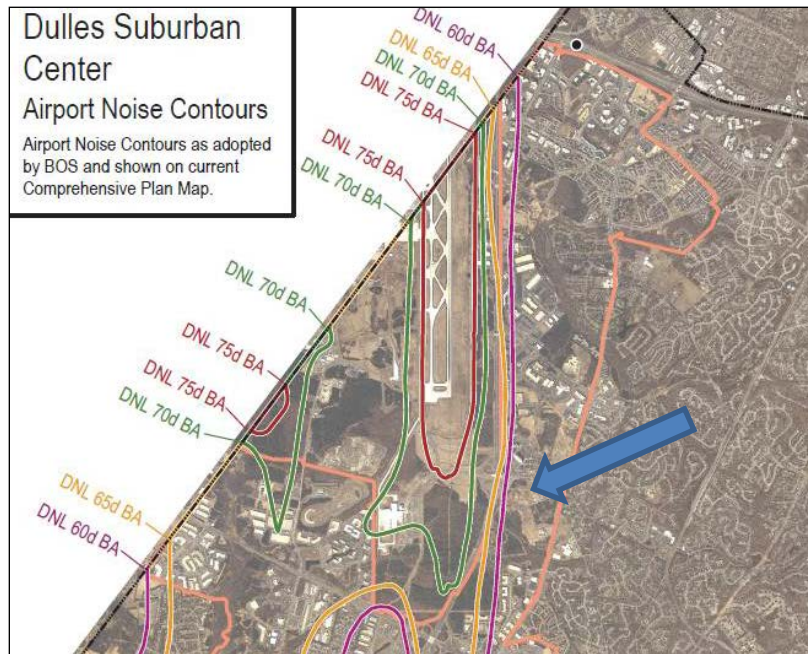 Dulles Suburban
Center
Airport Noise Contours
Airport Noise Contours as adopted
by BOS and shown on current
Comprehensive Plan Map.
DNL 60d BA
DNL 65d BA
DNL 70d BA
DNL 75d BA
DNL 75d BA
DNL 70d BA
DNL 70d BA
DNL 75d BA
DNL 75d BA
DNL 70d BA
DNL 65d BA
DNL 60d BA